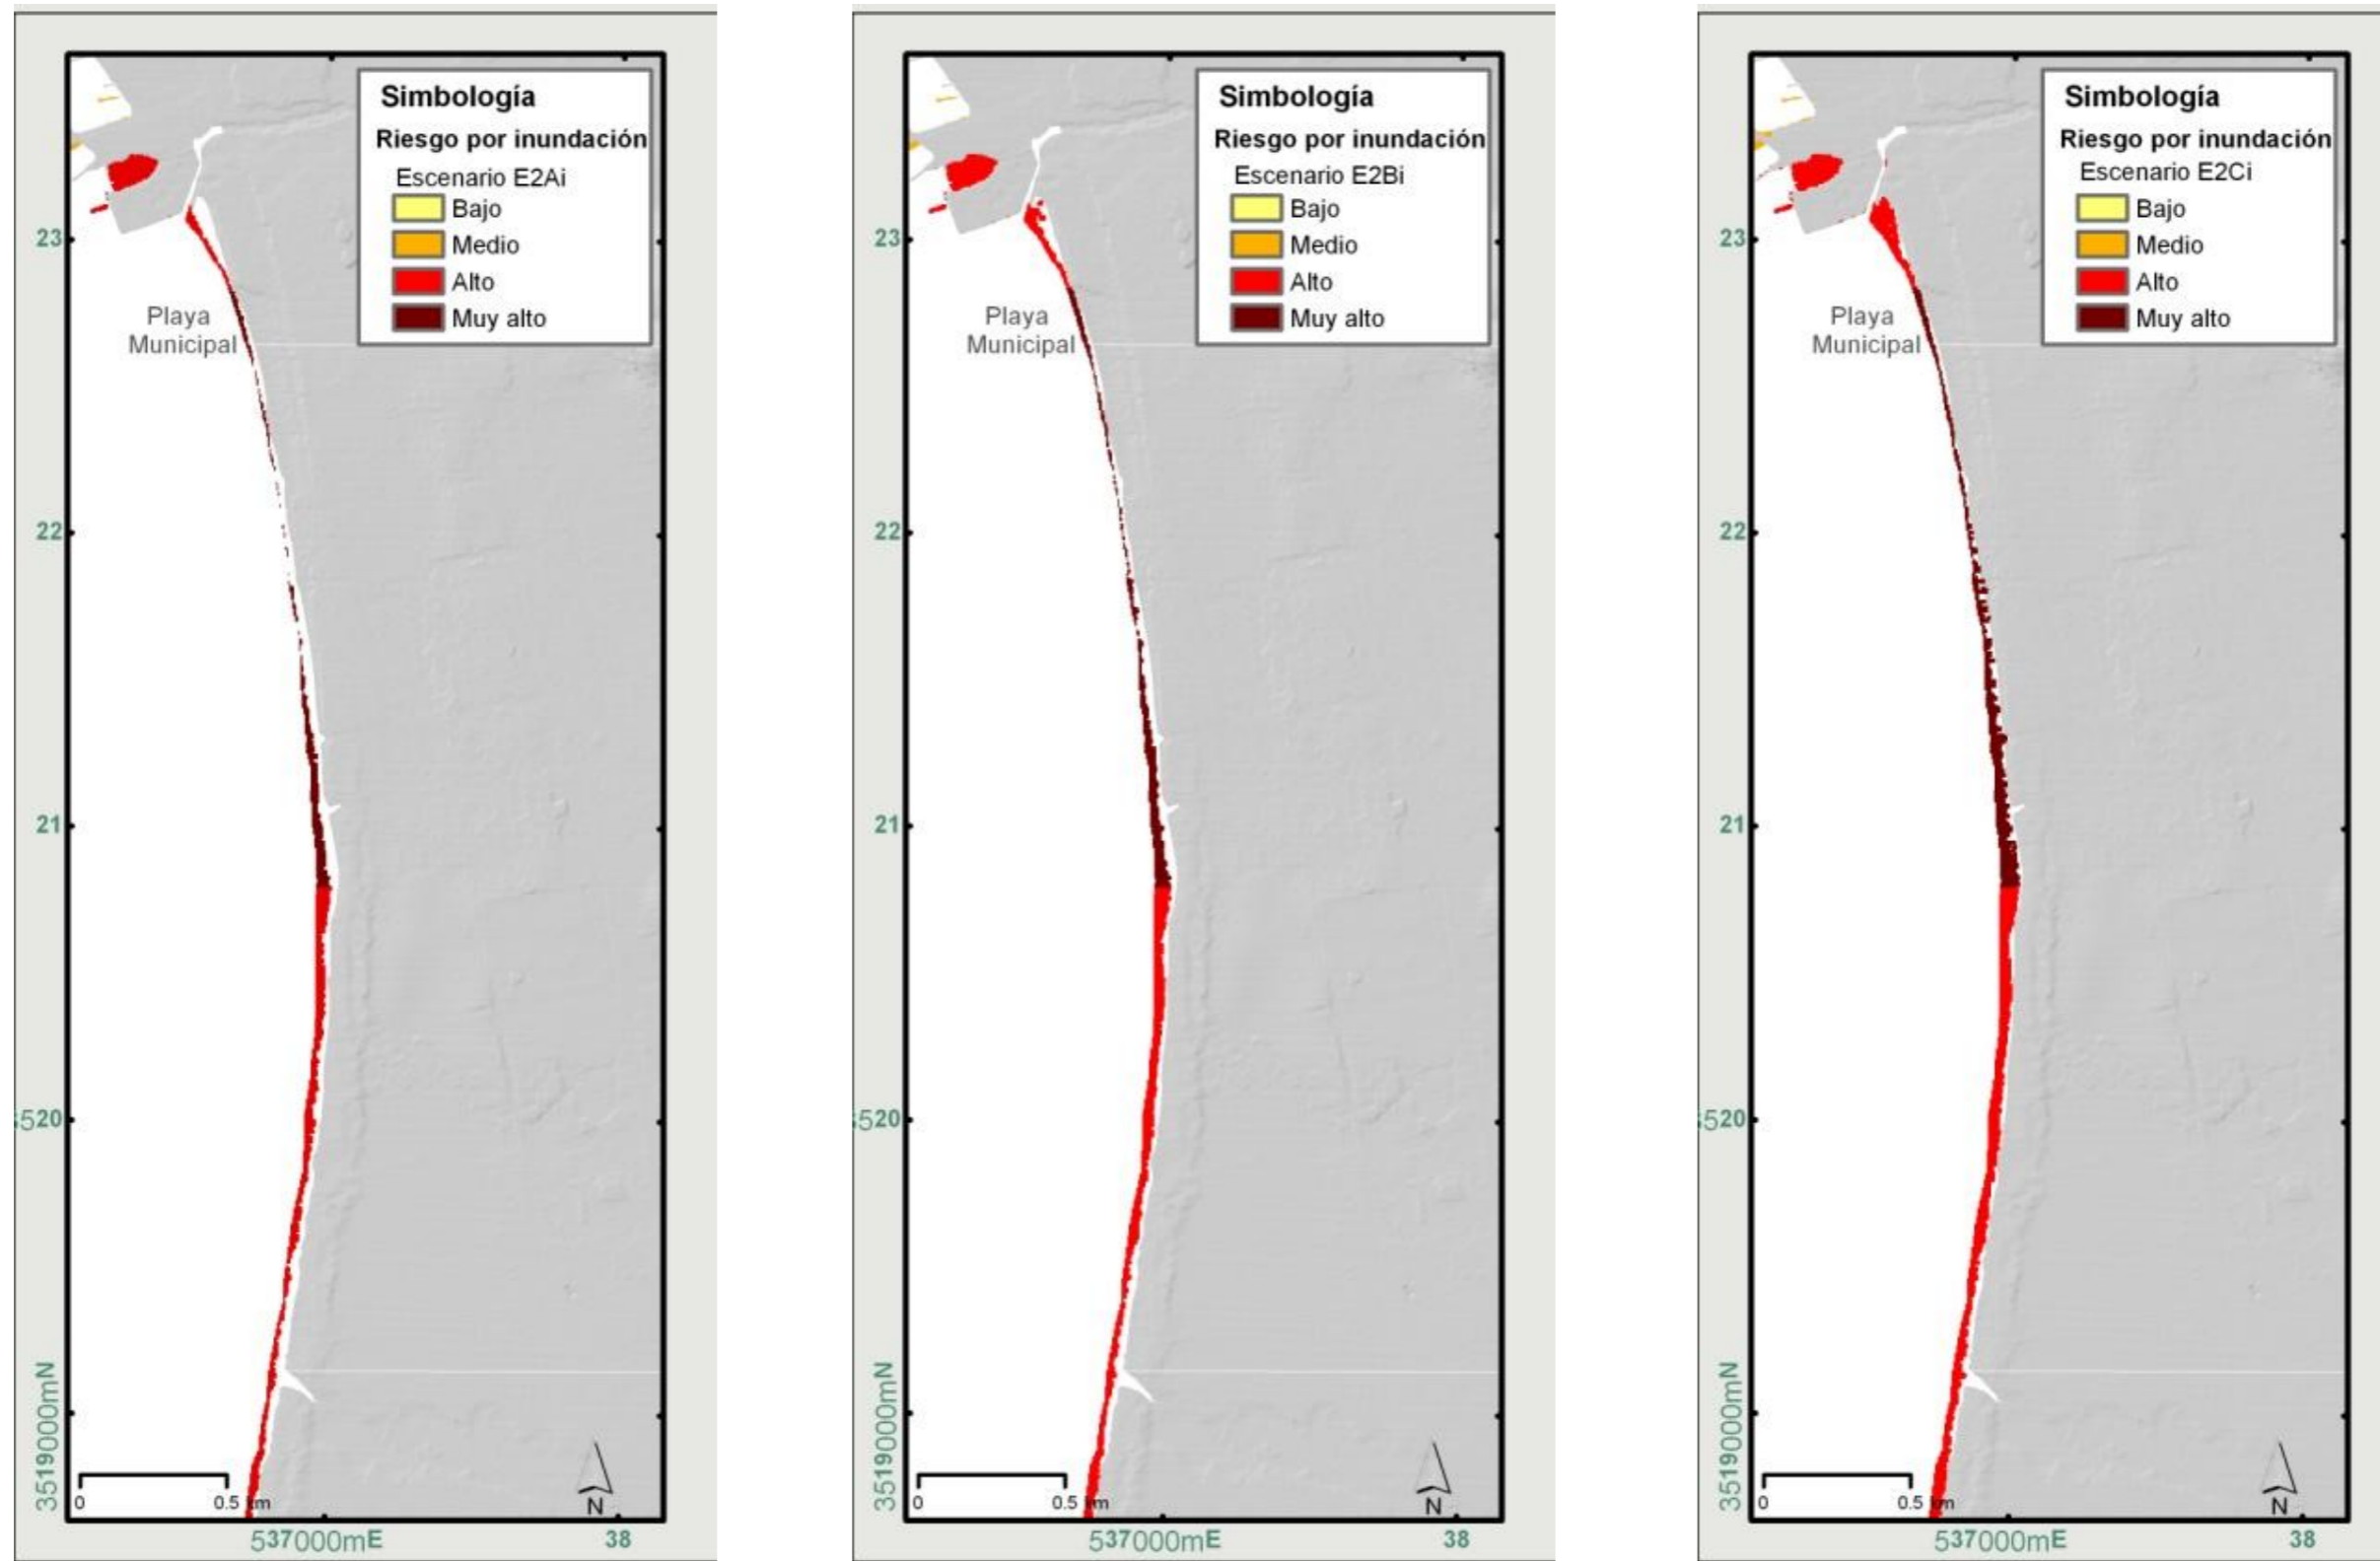 Simbología
Riesgo por inundación
Escenario E2Ai
Bajo
Medio
Alto
Muy alto
Playa
Municipal
23
22
21
520
3519000mN
0 0.5 km
N
537000mE 38
Simbología
Riesgo por inundación
Escenario E2Bi
Bajo
Medio
Alto
Muy alto
Playa
Municipal
23
22
21
520
3519000mN
0 0.5 km
N
537000mE 38
Simbología
Riesgo por inundación
Escenario E2Ci
Bajo
Medio
Alto
Muy alto
Playa
Municipal
23
22
21
520
3519000mN
0 0.5 km
N
537000mE 38